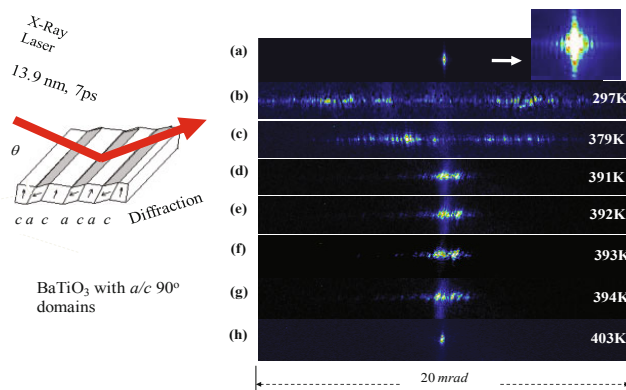 X-Ray
Laser
13.9 nm, 7ps
θ
c a c a c a c
Diffraction
BaTiO3 with a/c 90º
domains
(a)
(b) 297K
(c) 379K
(d) 391K
(e) 392K
(f) 393K
(g) 394K
(h) 403K
20 mrad